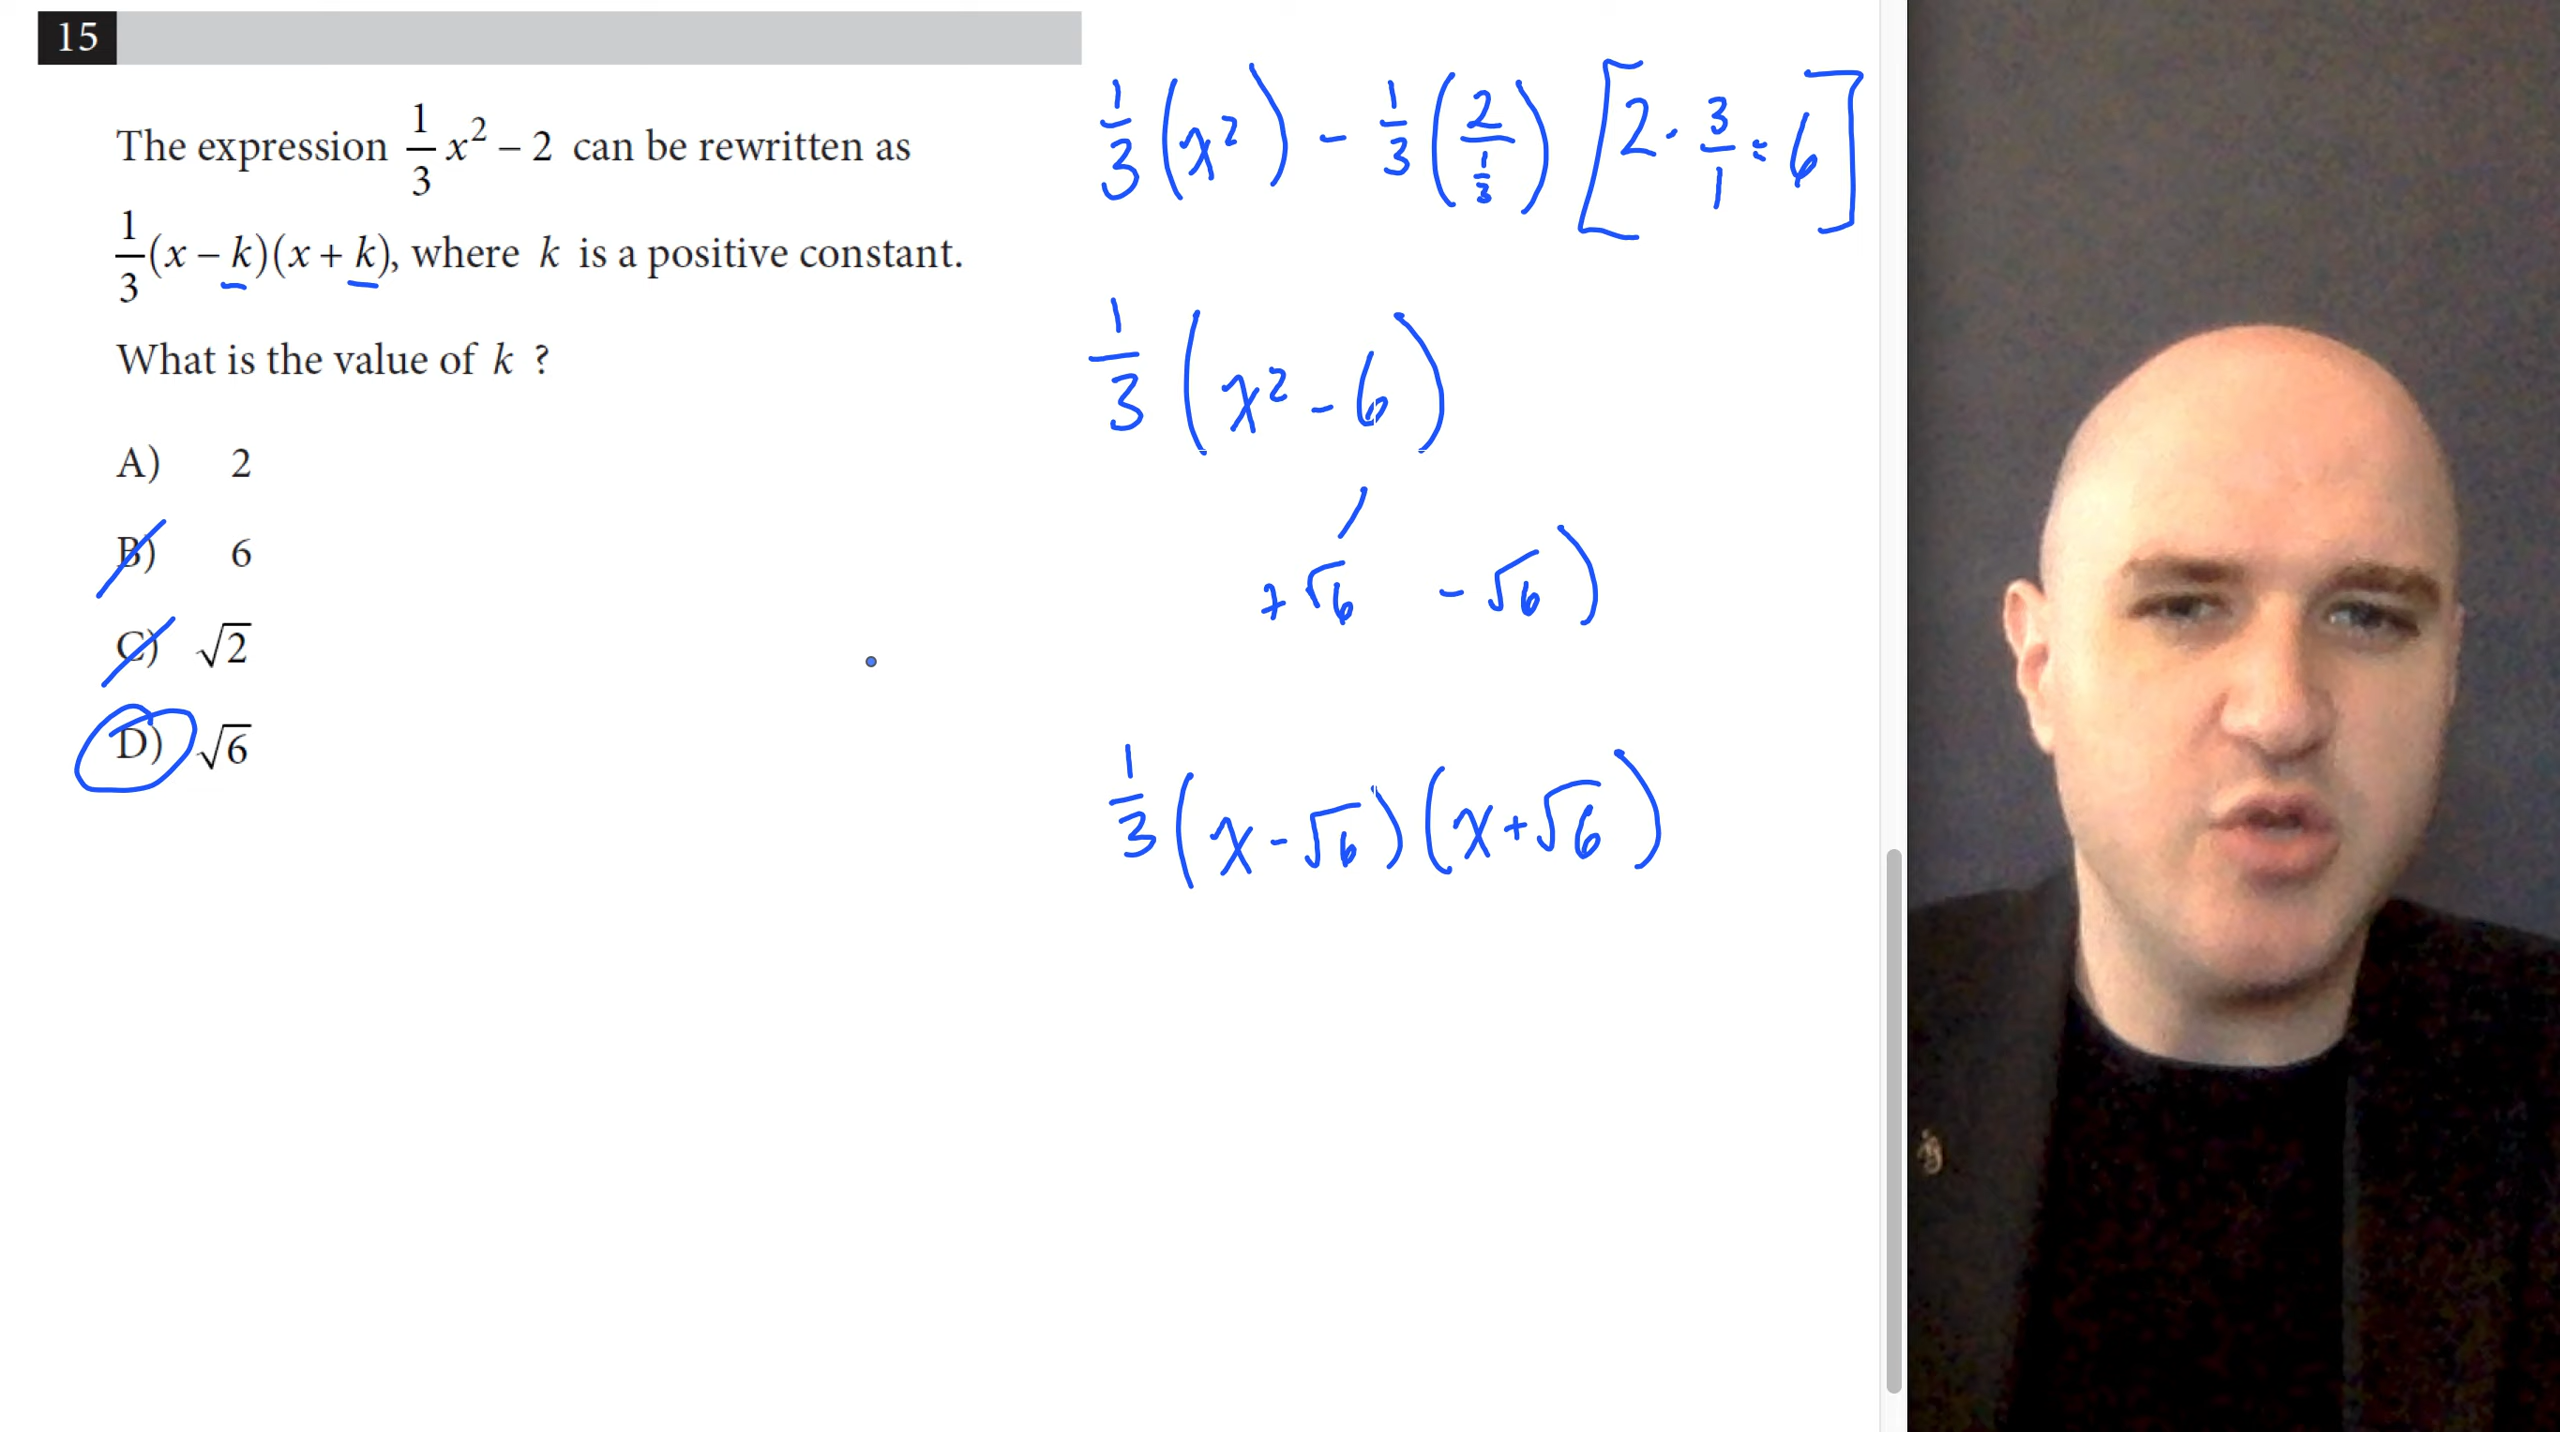 15
The expression 1/3 x² – 2 can be rewritten as
1/3 (x – k)(x + k), where k is a positive constant.
What is the value of k ?
A) 2
B) 6
C) √2
D) √6
1/3 (x²) - 1/3 (2/(1/3)) [2 · 3/1 = 6]
1/3 (x² - 6)
+ √6 - √6 )
1/3 (x - √6)(x + √6)